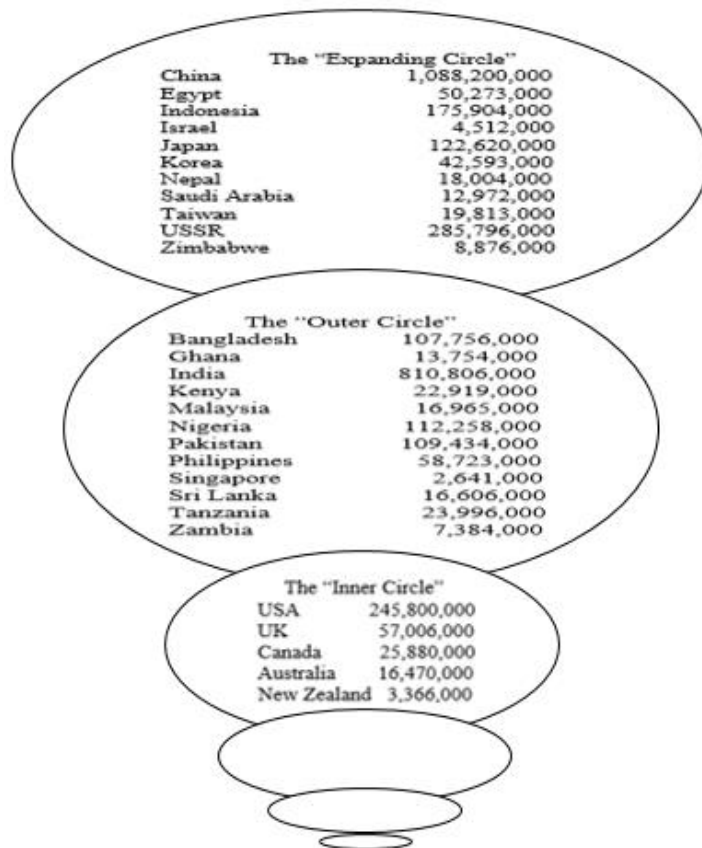 The “Expanding Circle”
China 1,088,200,000
Egypt 50,273,000
Indonesia 175,904,000
Israel 4,512,000
Japan 122,620,000
Korea 42,593,000
Nepal 18,004,000
Saudi Arabia 12,972,000
Taiwan 19,813,000
USSR 285,796,000
Zimbabwe 8,876,000
The “Outer Circle”
Bangladesh 107,756,000
Ghana 13,754,000
India 810,806,000
Kenya 22,919,000
Malaysia 16,965,000
Nigeria 112,258,000
Pakistan 109,434,000
Philippines 58,723,000
Singapore 2,641,000
Sri Lanka 16,606,000
Tanzania 23,996,000
Zambia 7,384,000
The “Inner Circle”
USA 245,800,000
UK 57,006,000
Canada 25,880,000
Australia 16,470,000
New Zealand 3,366,000